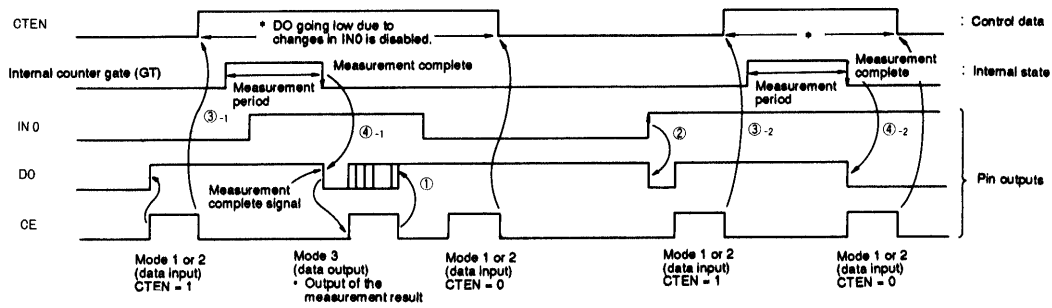 CTEN
* DO going low due to
changes in IN0 is disabled.
*
: Control data
Internal counter gate (GT)
Measurement complete
Measurement
period
Measurement
complete
Measurement
period
: Internal state
③-1
④-1
②
③-2
④-2
IN 0
DO
Measurement
complete signal
①
Pin outputs
CE
Mode 1 or 2
(data input)
CTEN = 1
Mode 3
(data output)
• Output of the
measurement result
Mode 1 or 2
(data input)
CTEN = 0
Mode 1 or 2
(data input)
CTEN = 1
Mode 1 or 2
(data input)
CTEN = 0